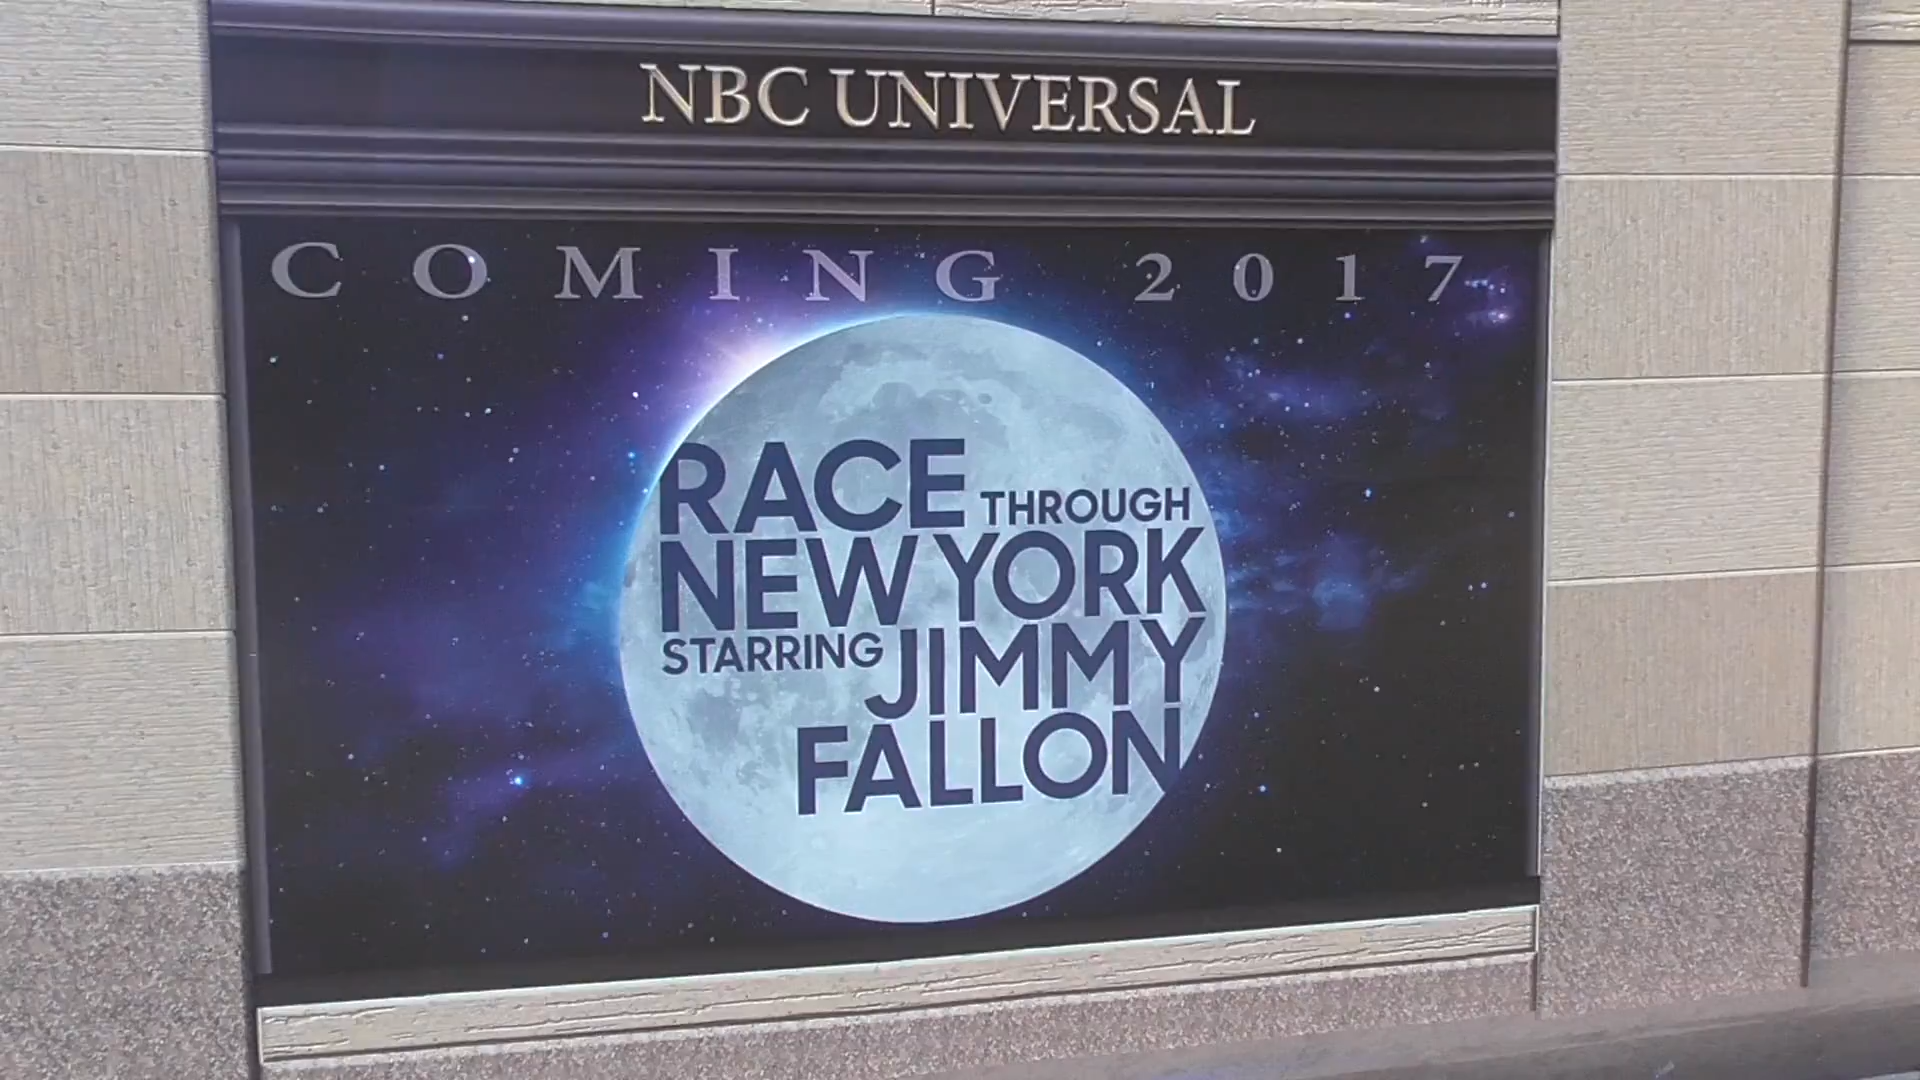 NBC UNIVERSAL
COMING 2017
RACE THROUGH
NEW YORK
STARRING JIMMY
FALLON